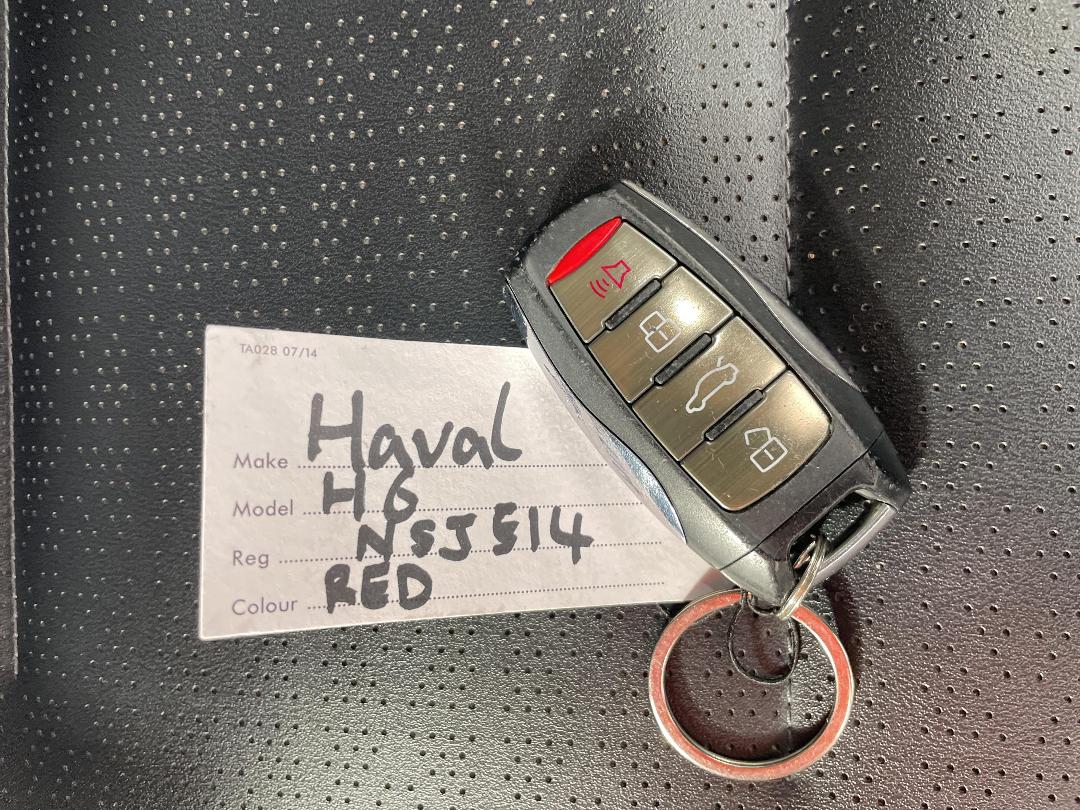 TA028 07/14
Make Haval
Model H6
Reg NSJ514
Colour RED